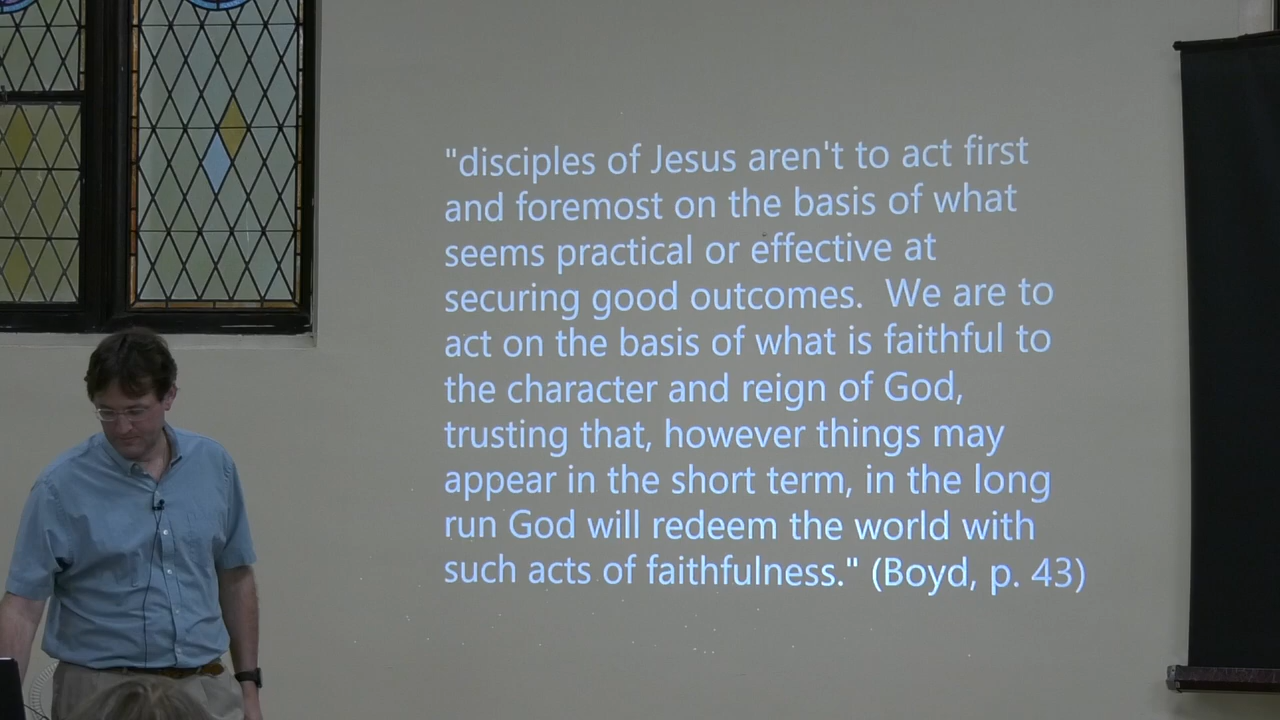 "disciples of Jesus aren't to act first
and foremost on the basis of what
seems practical or effective at
securing good outcomes.  We are to
act on the basis of what is faithful to
the character and reign of God,
trusting that, however things may
appear in the short term, in the long
run God will redeem the world with
such acts of faithfulness." (Boyd, p. 43)